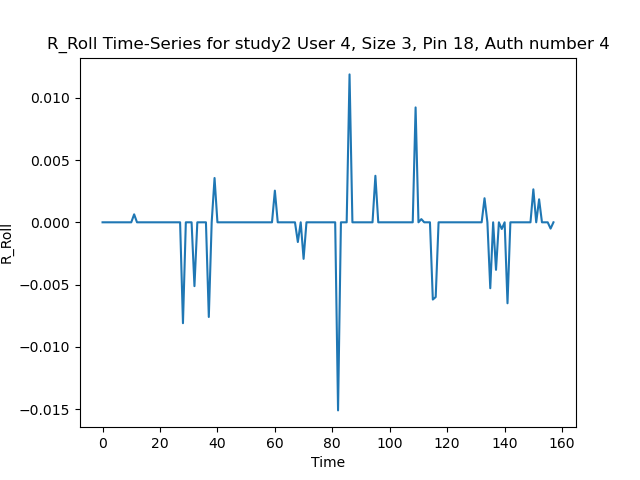 R_Roll Time-Series for study2 User 4, Size 3, Pin 18, Auth number 4
0.010
0.005
0.000
−0.005
−0.010
−0.015
R_Roll
0 20 40 60 80 100 120 140 160
Time